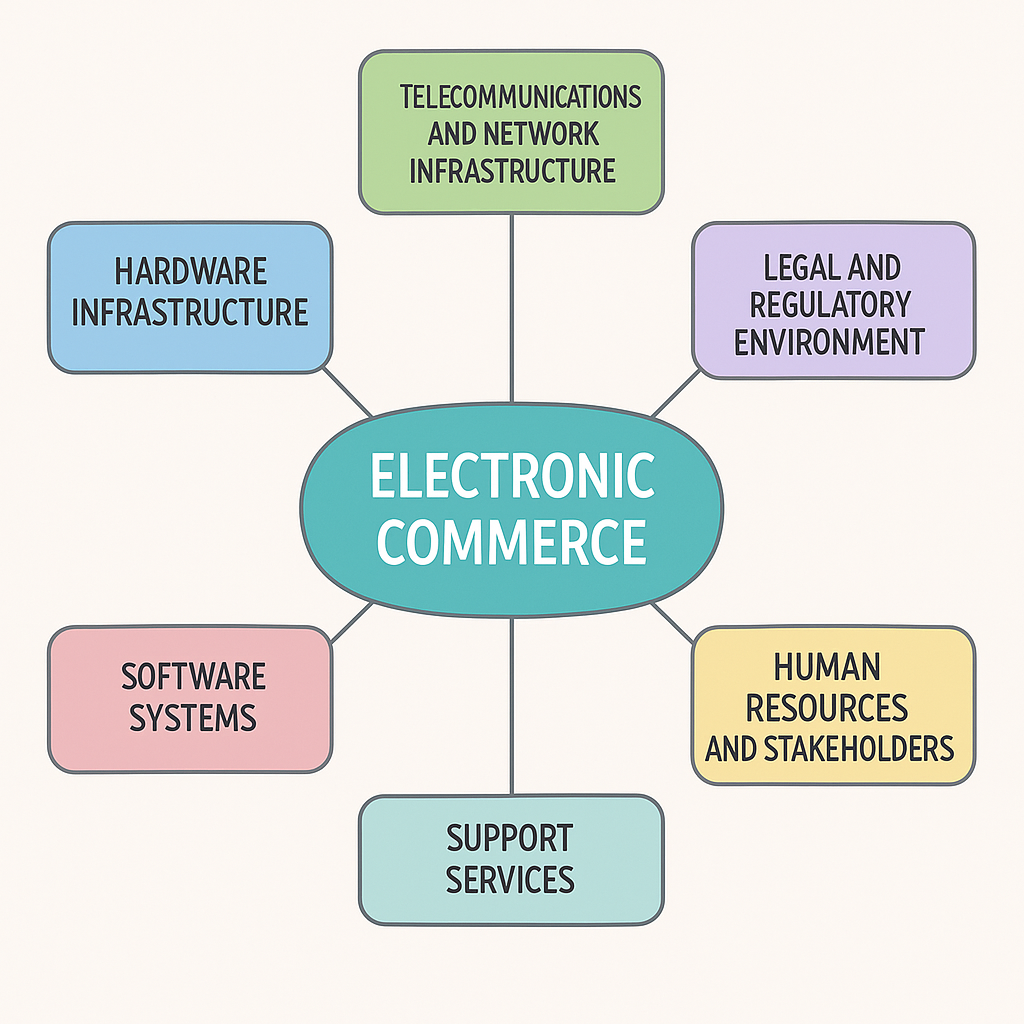 TELECOMMUNICATIONS
AND NETWORK
INFRASTRUCTURE
HARDWARE
INFRASTRUCTURE
LEGAL AND
REGULATORY
ENVIRONMENT
ELECTRONIC
COMMERCE
SOFTWARE
SYSTEMS
HUMAN
RESOURCES
AND STAKEHOLDERS
SUPPORT
SERVICES